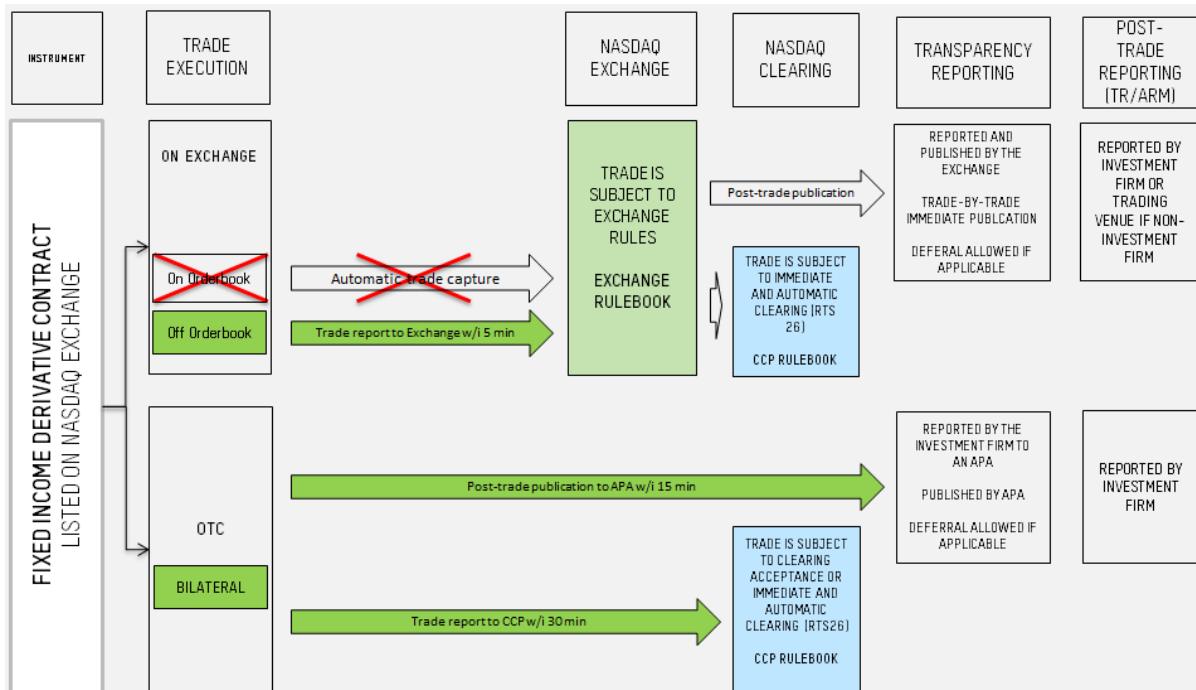 INSTRUMENT
TRADE
EXECUTION
NASDAQ
EXCHANGE
NASDAQ
CLEARING
TRANSPARENCY
REPORTING
POST-
TRADE
REPORTING
(TR/ARM)
FIXED INCOME DERIVATIVE CONTRACT
LISTED ON NASDAQ EXCHANGE
ON EXCHANGE
On Orderbook
Off Orderbook
Automatic trade capture
Trade report to Exchange w/i 5 min
TRADE IS
SUBJECT TO
EXCHANGE
RULES
EXCHANGE
RULEBOOK
Post-trade publication
TRADE IS SUBJECT
TO IMMEDIATE
AND AUTOMATIC
CLEARING (RTS
26)
CCP RULEBOOK
REPORTED AND
PUBLISHED BY THE
EXCHANGE
TRADE-BY-TRADE
IMMEDIATE PUBLCATION
DEFERRAL ALLOWED IF
APPLICABLE
REPORTED BY
INVESTMENT
FIRM OR
TRADING
VENUE IF NON-
INVESTMENT
FIRM
OTC
BILATERAL
Post-trade publication to APA w/i 15 min
Trade report to CCP w/i 30 min
TRADE IS SUBJECT
TO CLEARING
ACCEPTANCE OR
IMMEDIATE AND
AUTOMATIC
CLEARING (RTS26)
CCP RULEBOOK
REPORTED BY THE
INVESTMENT FIRM TO
AN APA
PUBLISHED BY APA
DEFERRAL ALLOWED IF
APPLICABLE
REPORTED BY
INVESTMENT
FIRM